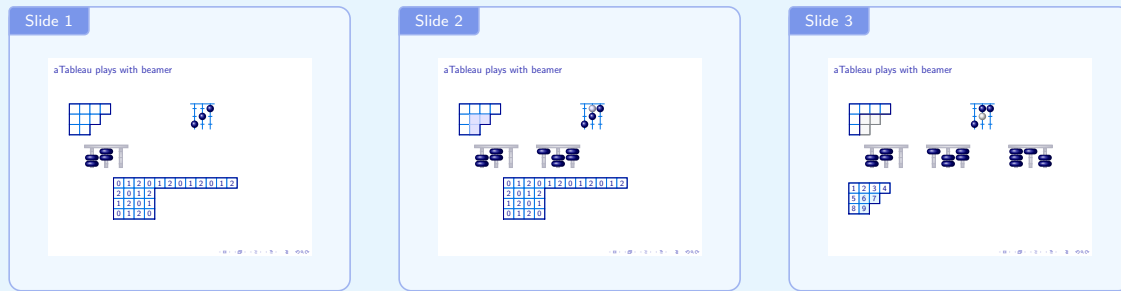 Slide 1
aTableau plays with beamer
0 1 2 0 1 2 0 1 2 0 1 2
2 0 1 2
1 2 0 1
0 1 2 0
Slide 2
aTableau plays with beamer
0 1 2 0 1 2 0 1 2 0 1 2
2 0 1 2
1 2 0 1
0 1 2 0
Slide 3
aTableau plays with beamer
1 2 3 4
5 6 7
8 9